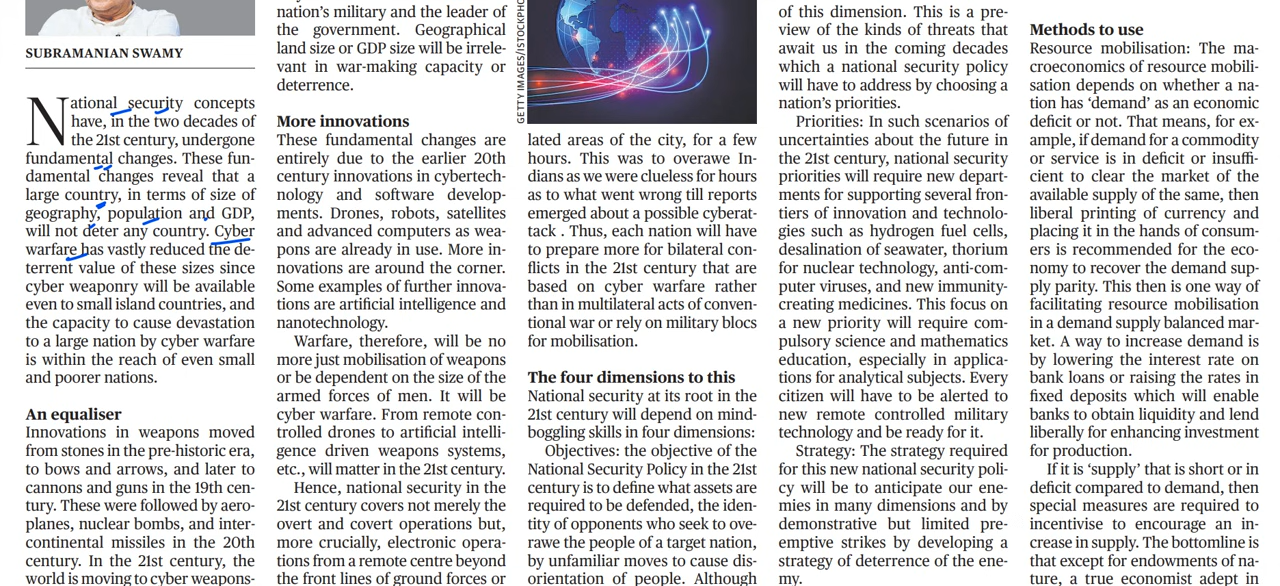 SUBRAMANIAN SWAMY
National security concepts
have, in the two decades of
the 21st century, undergone
fundamental changes. These fun-
damental changes reveal that a
large country, in terms of size of
geography, population and GDP,
will not deter any country. Cyber
warfare has vastly reduced the de-
terrent value of these sizes since
cyber weaponry will be available
even to small island countries, and
the capacity to cause devastation
to a large nation by cyber warfare
is within the reach of even small
and poorer nations.
An equaliser
Innovations in weapons moved
from stones in the pre-historic era,
to bows and arrows, and later to
cannons and guns in the 19th cen-
tury. These were followed by aero-
planes, nuclear bombs, and inter-
continental missiles in the 20th
century. In the 21st century, the
world is moving to cyber weapons-
nation's military and the leader of
the government. Geographical
land size or GDP size will be irrele-
vant in war-making capacity or
deterrence.
More innovations
These fundamental changes are
entirely due to the earlier 20th
century innovations in cybertech-
nology and software develop-
ments. Drones, robots, satellites
and advanced computers as wea-
pons are already in use. More in-
novations are around the corner.
Some examples of further innova-
tions are artificial intelligence and
nanotechnology.
Warfare, therefore, will be no
more just mobilisation of weapons
or be dependent on the size of the
armed forces of men. It will be
cyber warfare. From remote con-
trolled drones to artificial intelli-
gence driven weapons systems,
etc., will matter in the 21st century.
Hence, national security in the
21st century covers not merely the
overt and covert operations but,
more crucially, electronic opera-
tions from a remote centre beyond
the front lines of ground forces or
GETTY IMAGES/ISTOCKPHO
lated areas of the city, for a few
hours. This was to overawe In-
dians as we were clueless for hours
as to what went wrong till reports
emerged about a possible cyberat-
tack . Thus, each nation will have
to prepare more for bilateral con-
flicts in the 21st century that are
based on cyber warfare rather
than in multilateral acts of conven-
tional war or rely on military blocs
for mobilisation.
The four dimensions to this
National security at its root in the
21st century will depend on mind-
boggling skills in four dimensions:
Objectives: the objective of the
National Security Policy in the 21st
century is to define what assets are
required to be defended, the iden-
tity of opponents who seek to ove-
rawe the people of a target nation,
by unfamiliar moves to cause dis-
orientation of people. Although
of this dimension. This is a pre-
view of the kinds of threats that
await us in the coming decades
which a national security policy
will have to address by choosing a
nation's priorities.
Priorities: In such scenarios of
uncertainties about the future in
the 21st century, national security
priorities will require new depart-
ments for supporting several fron-
tiers of innovation and technolo-
gies such as hydrogen fuel cells,
desalination of seawater, thorium
for nuclear technology, anti-com-
puter viruses, and new immunity-
creating medicines. This focus on
a new priority will require com-
pulsory science and mathematics
education, especially in applica-
tions for analytical subjects. Every
citizen will have to be alerted to
new remote controlled military
technology and be ready for it.
Strategy: The strategy required
for this new national security poli-
cy will be to anticipate our ene-
mies in many dimensions and by
demonstrative but limited pre-
emptive strikes by developing a
strategy of deterrence of the ene-
my.
Methods to use
Resource mobilisation: The ma-
croeconomics of resource mobili-
sation depends on whether a na-
tion has 'demand' as an economic
deficit or not. That means, for ex-
ample, if demand for a commodity
or service is in deficit or insuffi-
cient to clear the market of the
available supply of the same, then
liberal printing of currency and
placing it in the hands of consum-
ers is recommended for the eco-
nomy to recover the demand sup-
ply parity. This then is one way of
facilitating resource mobilisation
in a demand supply balanced mar-
ket. A way to increase demand is
by lowering the interest rate on
bank loans or raising the rates in
fixed deposits which will enable
banks to obtain liquidity and lend
liberally for enhancing investment
for production.
If it is 'supply' that is short or in
deficit compared to demand, then
special measures are required to
incentivise to encourage an in-
crease in supply. The bottomline is
that except for endowments of na-
ture, a true economist adept in